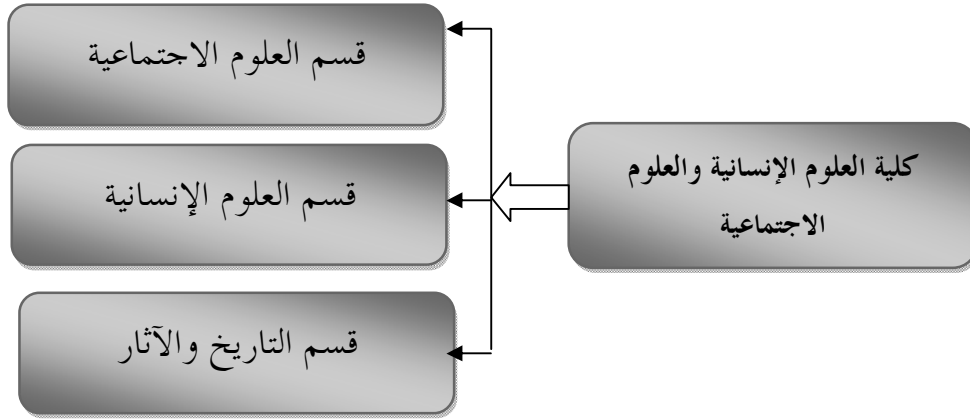 قسم العلوم الاجتماعية
كلية العلوم الإنسانية والعلوم
الاجتماعية
قسم العلوم الإنسانية
قسم التاريخ والآثار